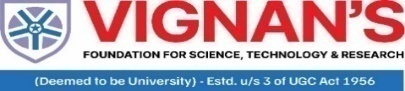 VIGNAN'S
FOUNDATION FOR SCIENCE, TECHNOLOGY & RESEARCH
(Deemed to be University) - Estd. u/s 3 of UGC Act 1956